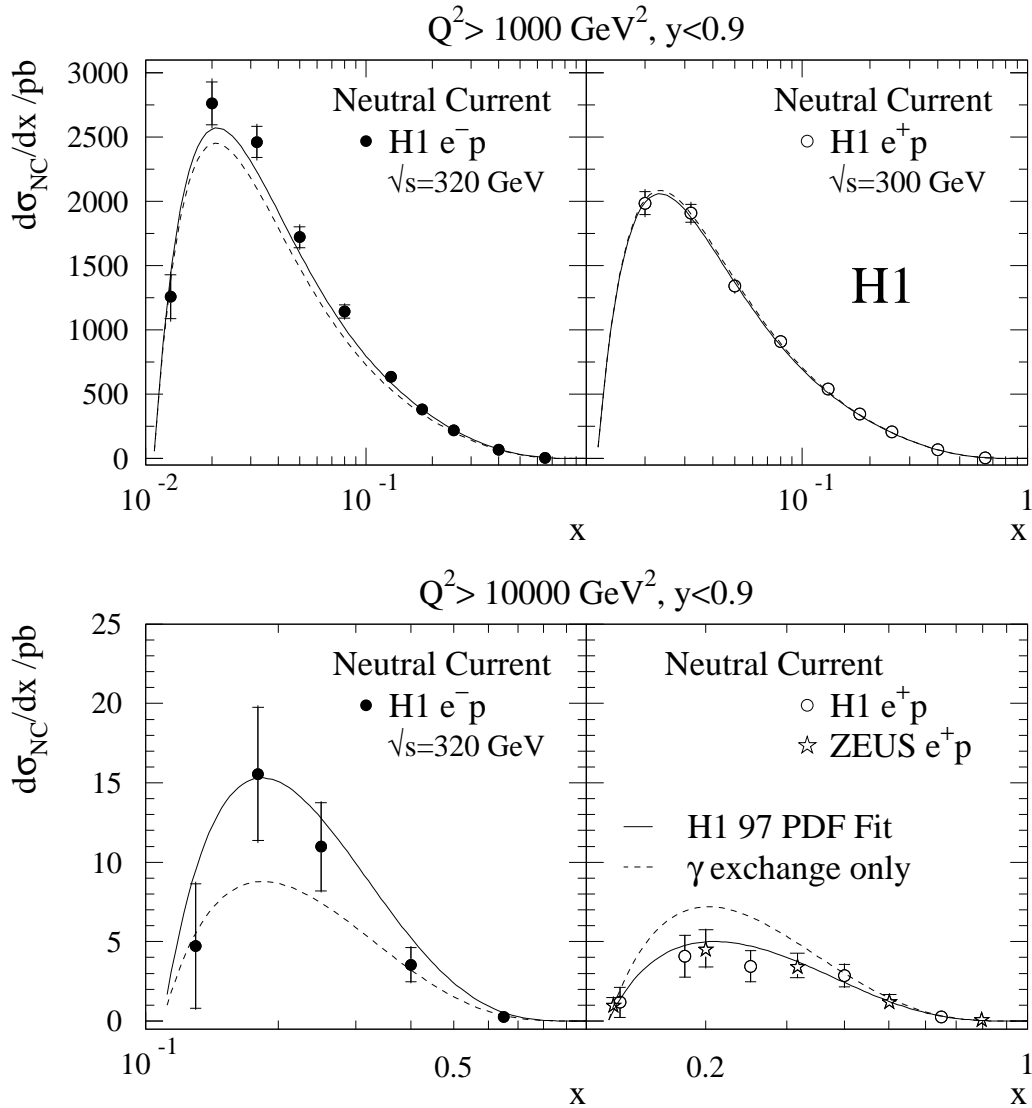 Q²> 1000 GeV², y<0.9
dσ_NC/dx /pb
3000
2500
2000
1500
1000
500
0
Neutral Current
H1 e⁻p
√s=320 GeV
Neutral Current
H1 e⁺p
√s=300 GeV
H1
10⁻²
10⁻¹
x
10⁻¹
1
x
Q²> 10000 GeV², y<0.9
dσ_NC/dx /pb
25
20
15
10
5
0
Neutral Current
H1 e⁻p
√s=320 GeV
Neutral Current
H1 e⁺p
ZEUS e⁺p
H1 97 PDF Fit
γ exchange only
10⁻¹
0.5
x
0.2
1
x